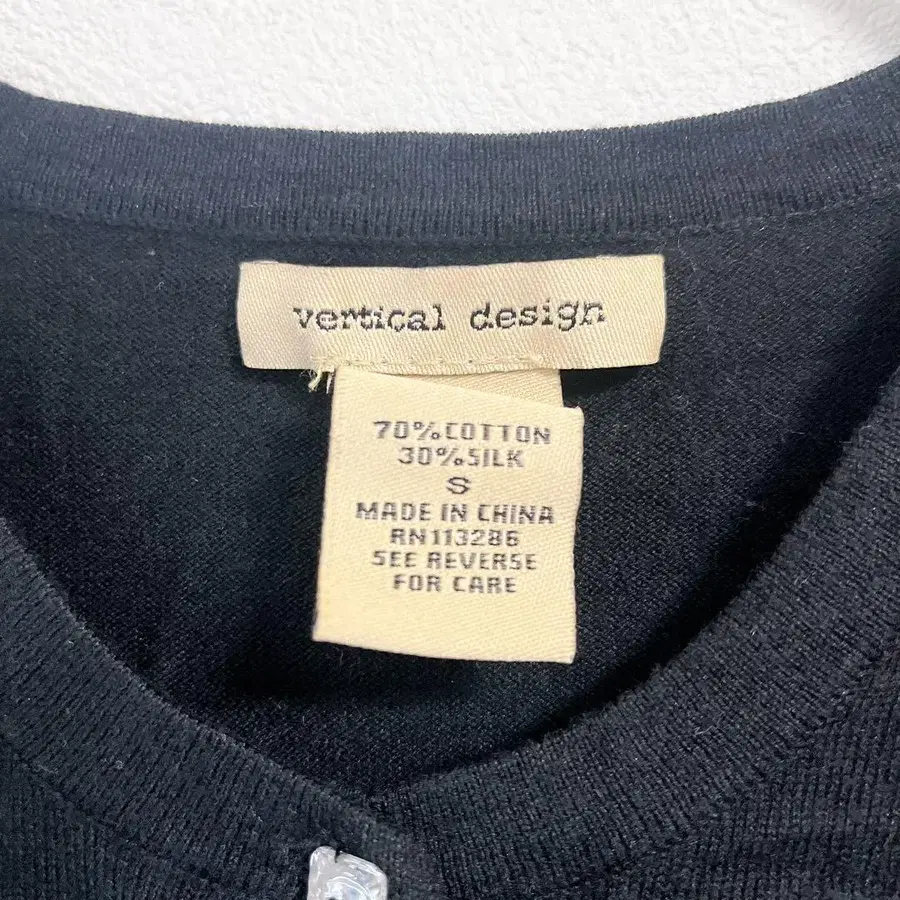 vertical design
70%COTTON
30%SILK
S
MADE IN CHINA
RN113286
SEE REVERSE
FOR CARE